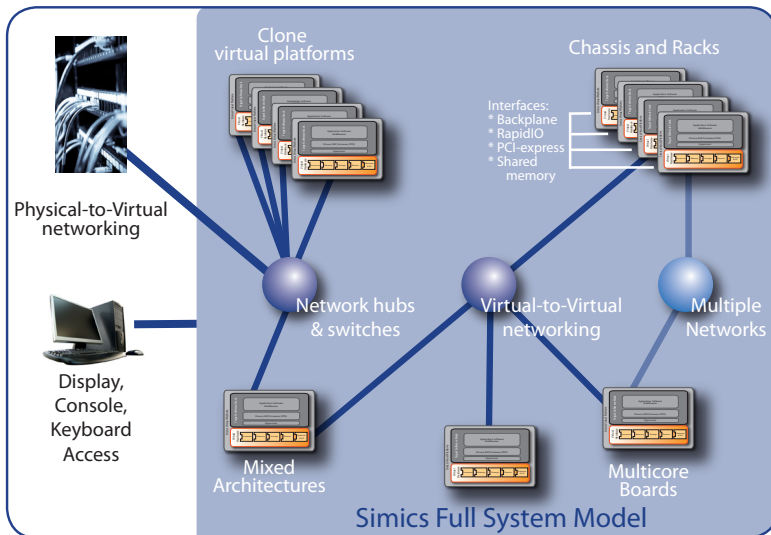 Clone
virtual platforms
Chassis and Racks
Interfaces:
* Backplane
* RapidIO
* PCI-express
* Shared
memory
Physical-to-Virtual
networking
Network hubs
& switches
Virtual-to-Virtual
networking
Multiple
Networks
Display,
Console,
Keyboard
Access
Mixed
Architectures
Multicore
Boards
Simics Full System Model